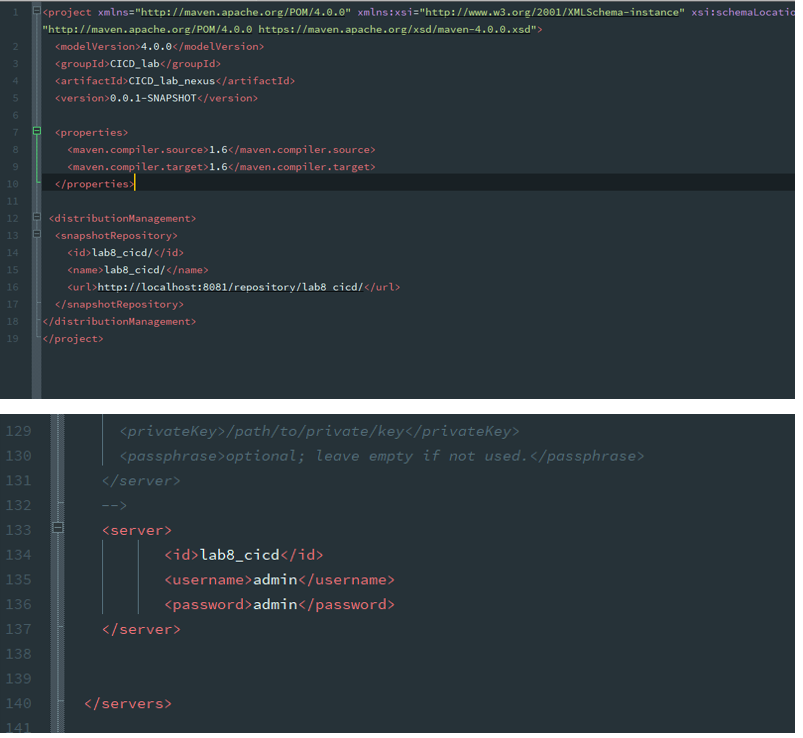 1 <project xmlns="http://maven.apache.org/POM/4.0.0" xmlns:xsi="http://www.w3.org/2001/XMLSchema-instance" xsi:schemaLocatio
"http://maven.apache.org/POM/4.0.0 https://maven.apache.org/xsd/maven-4.0.0.xsd">
2 <modelVersion>4.0.0</modelVersion>
3 <groupId>CICD_lab</groupId>
4 <artifactId>CICD_lab_nexus</artifactId>
5 <version>0.0.1-SNAPSHOT</version>
6
7 <properties>
8 <maven.compiler.source>1.6</maven.compiler.source>
9 <maven.compiler.target>1.6</maven.compiler.target>
10 </properties>
11
12 <distributionManagement>
13 <snapshotRepository>
14 <id>lab8_cicd/</id>
15 <name>lab8_cicd/</name>
16 <url>http://localhost:8081/repository/lab8_cicd/</url>
17 </snapshotRepository>
18 </distributionManagement>
19 </project>
129 <privateKey>/path/to/private/key</privateKey>
130 <passphrase>optional; leave empty if not used.</passphrase>
131 </server>
132 -->
133 <server>
134 <id>lab8_cicd</id>
135 <username>admin</username>
136 <password>admin</password>
137 </server>
138
139
140 </servers>
141